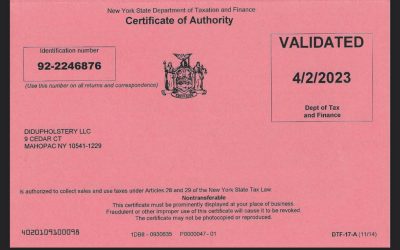 New York State Department of Taxation and Finance
Certificate of Authority
Identification number
92-2246876
(Use this number on all returns and correspondence)
VALIDATED
4/2/2023
Dept of Tax
and Finance
DIDUPHOLSTERY LLC
9 CEDAR CT
MAHOPAC NY 10541-1229
is authorized to collect sales and use taxes under Articles 28 and 29 of the New York State Tax Law.
Nontransferable
This certificate must be prominently displayed at your place of business.
Fraudulent or other improper use of this certificate will cause it to be revoked.
The certificate may not be photocopied or reproduced.
4020109100098
1DB8 - 0930635 P0000047 - 01
DTF-17-A (11/14)